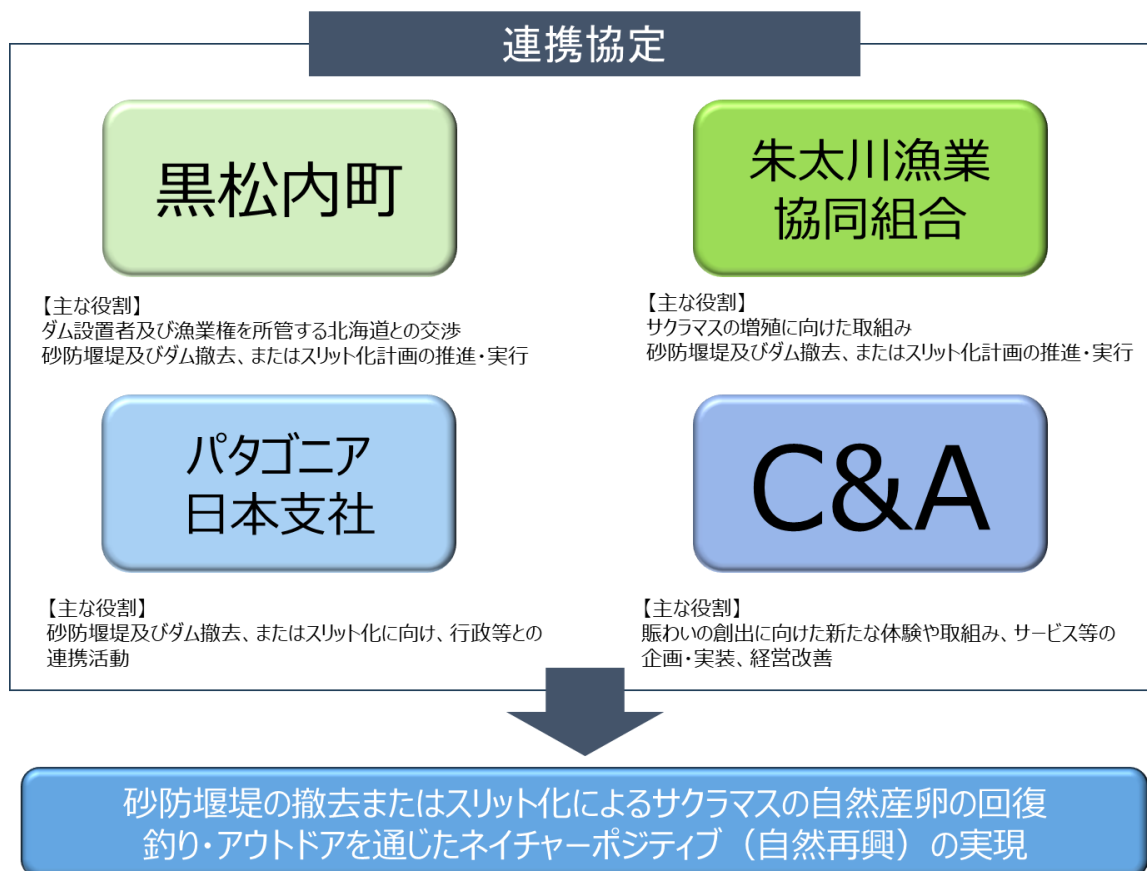 連携協定
黒松内町
【主な役割】
ダム設置者及び漁業権を所管する北海道との交渉
砂防堰堤及びダム撤去、またはスリット化計画の推進・実行
朱太川漁業
協同組合
【主な役割】
サクラマスの増殖に向けた取組み
砂防堰堤及びダム撤去、またはスリット化計画の推進・実行
パタゴニア
日本支社
【主な役割】
砂防堰堤及びダム撤去、またはスリット化に向け、行政等との
連携活動
C&A
【主な役割】
賑わいの創出に向けた新たな体験や取組み、サービス等の
企画・実装、経営改善
砂防堰堤の撤去またはスリット化によるサクラマスの自然産卵の回復
釣り・アウトドアを通じたネイチャーポジティブ（自然再興）の実現